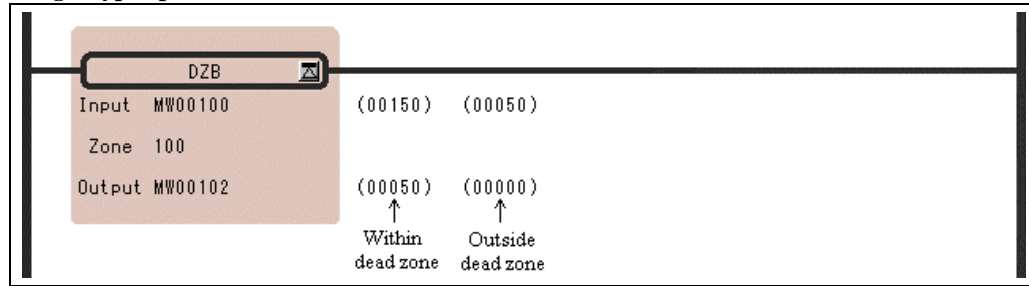 DZB
Input MW00100 (00150) (00050)
Zone 100
Output MW00102 (00050) (00000)
↑ ↑
Within Outside
dead zone dead zone